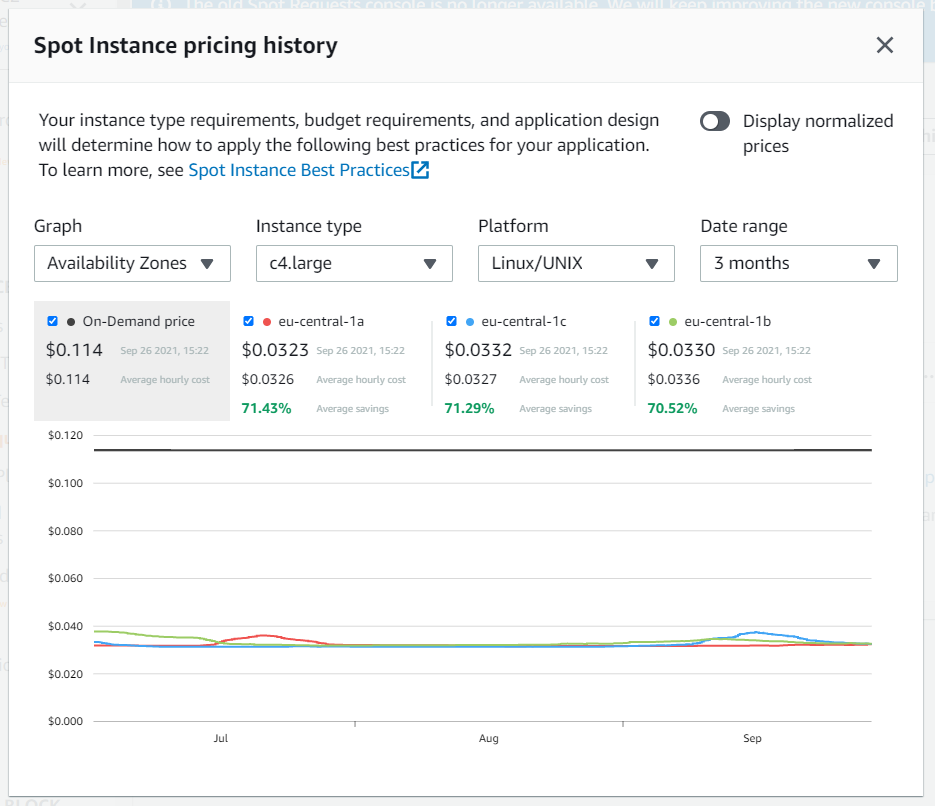 The old Spot Requests console is no longer available. We will keep improving the new console b
Spot Instance pricing history
Your instance type requirements, budget requirements, and application design
will determine how to apply the following best practices for your application.
To learn more, see Spot Instance Best Practices
Display normalized
prices
Graph
Instance type
Platform
Date range
Availability Zones
c4.large
Linux/UNIX
3 months
On-Demand price
$0.114 Sep 26 2021, 15:22
$0.114 Average hourly cost
eu-central-1a
$0.0323 Sep 26 2021, 15:22
$0.0326 Average hourly cost
71.43% Average savings
eu-central-1c
$0.0332 Sep 26 2021, 15:22
$0.0327 Average hourly cost
71.29% Average savings
eu-central-1b
$0.0330 Sep 26 2021, 15:22
$0.0336 Average hourly cost
70.52% Average savings
$0.120
$0.100
$0.080
$0.060
$0.040
$0.020
$0.000
Jul Aug Sep
BLOCK